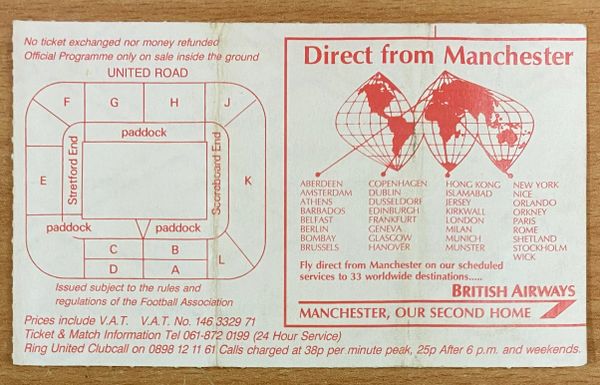 No ticket exchanged nor money refunded
Official Programme only on sale inside the ground
UNITED ROAD
F
G
H
J
paddock
Stretford End
Scoreboard End
E
K
paddock
paddock
C
B
D
A
L
Issued subject to the rules and
regulations of the Football Association
Prices include V.A.T. V.A.T. No. 146 3329 71
Ticket & Match Information Tel 061-872 0199 (24 Hour Service)
Ring United Clubcall on 0898 12 11 61 Calls charged at 38p per minute peak, 25p After 6 p.m. and weekends.
Direct from Manchester
ABERDEEN
AMSTERDAM
ATHENS
BARBADOS
BELFAST
BERLIN
BOMBAY
BRUSSELS
COPENHAGEN
DUBLIN
DUSSELDORF
EDINBURGH
FRANKFURT
GENEVA
GLASGOW
HANOVER
HONG KONG
ISLAMABAD
JERSEY
KIRKWALL
LONDON
MILAN
MUNICH
MUNSTER
NEW YORK
NICE
ORLANDO
ORKNEY
PARIS
ROME
SHETLAND
STOCKHOLM
WICK
Fly direct from Manchester on our scheduled
services to 33 worldwide destinations.....
BRITISH AIRWAYS
MANCHESTER, OUR SECOND HOME